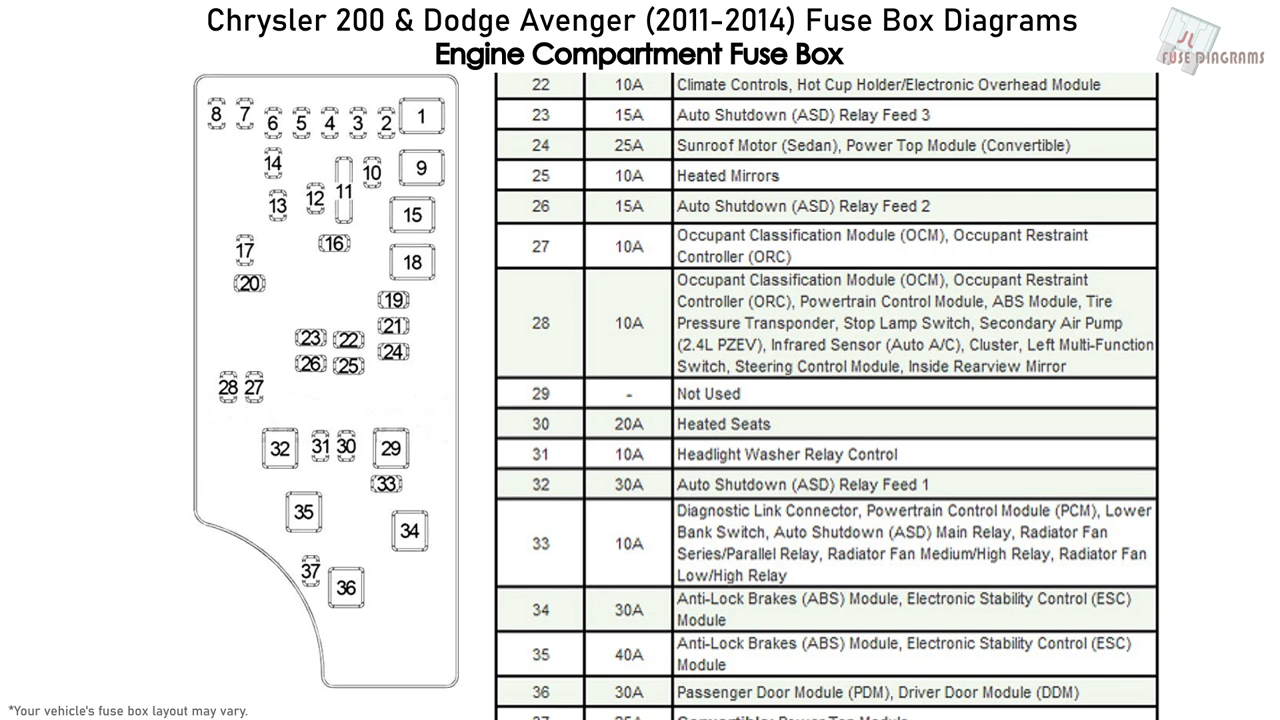 Chrysler 200 & Dodge Avenger (2011-2014) Fuse Box Diagrams
Engine Compartment Fuse Box
JL
FUSE DIAGRAMS
8 7 6 5 4 3 2 1
14 11 10 9
13 12 15
17 16 18
20 19
23 22 21
26 25 24
28 27
32 31 30 29
33
35 34
37 36
22 10A Climate Controls, Hot Cup Holder/Electronic Overhead Module
23 15A Auto Shutdown (ASD) Relay Feed 3
24 25A Sunroof Motor (Sedan), Power Top Module (Convertible)
25 10A Heated Mirrors
26 15A Auto Shutdown (ASD) Relay Feed 2
27 10A Occupant Classification Module (OCM), Occupant Restraint
Controller (ORC)
28 10A Occupant Classification Module (OCM), Occupant Restraint
Controller (ORC), Powertrain Control Module, ABS Module, Tire
Pressure Transponder, Stop Lamp Switch, Secondary Air Pump
(2.4L PZEV), Infrared Sensor (Auto A/C), Cluster, Left Multi-Function
Switch, Steering Control Module, Inside Rearview Mirror
29 - Not Used
30 20A Heated Seats
31 10A Headlight Washer Relay Control
32 30A Auto Shutdown (ASD) Relay Feed 1
33 10A Diagnostic Link Connector, Powertrain Control Module (PCM), Lower
Bank Switch, Auto Shutdown (ASD) Main Relay, Radiator Fan
Series/Parallel Relay, Radiator Fan Medium/High Relay, Radiator Fan
Low/High Relay
34 30A Anti-Lock Brakes (ABS) Module, Electronic Stability Control (ESC)
Module
35 40A Anti-Lock Brakes (ABS) Module, Electronic Stability Control (ESC)
Module
36 30A Passenger Door Module (PDM), Driver Door Module (DDM)
37 25A Convertible: Power Top Module
*Your vehicle's fuse box layout may vary.